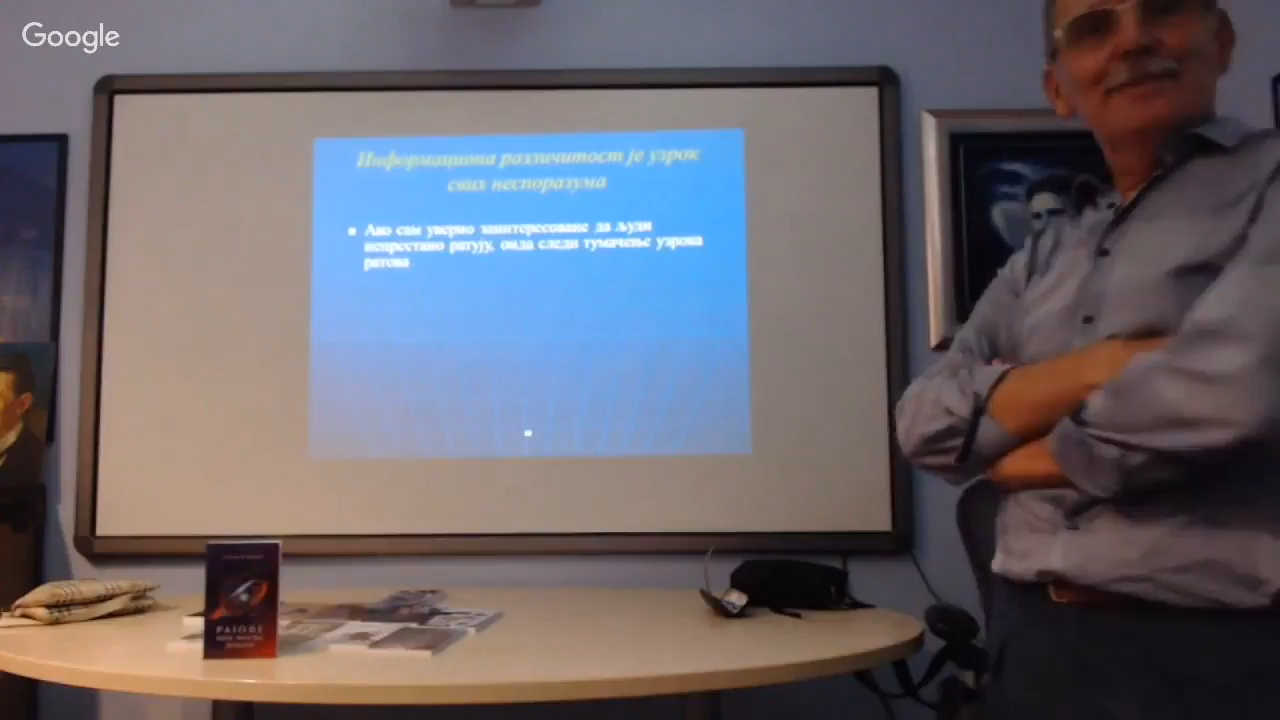 Google
Информациона различитост је узрок
свих неспоразума
Ако сам уверио заинтересоване да људи
непрестано ратују, онда следи тумачење узрока
ратова